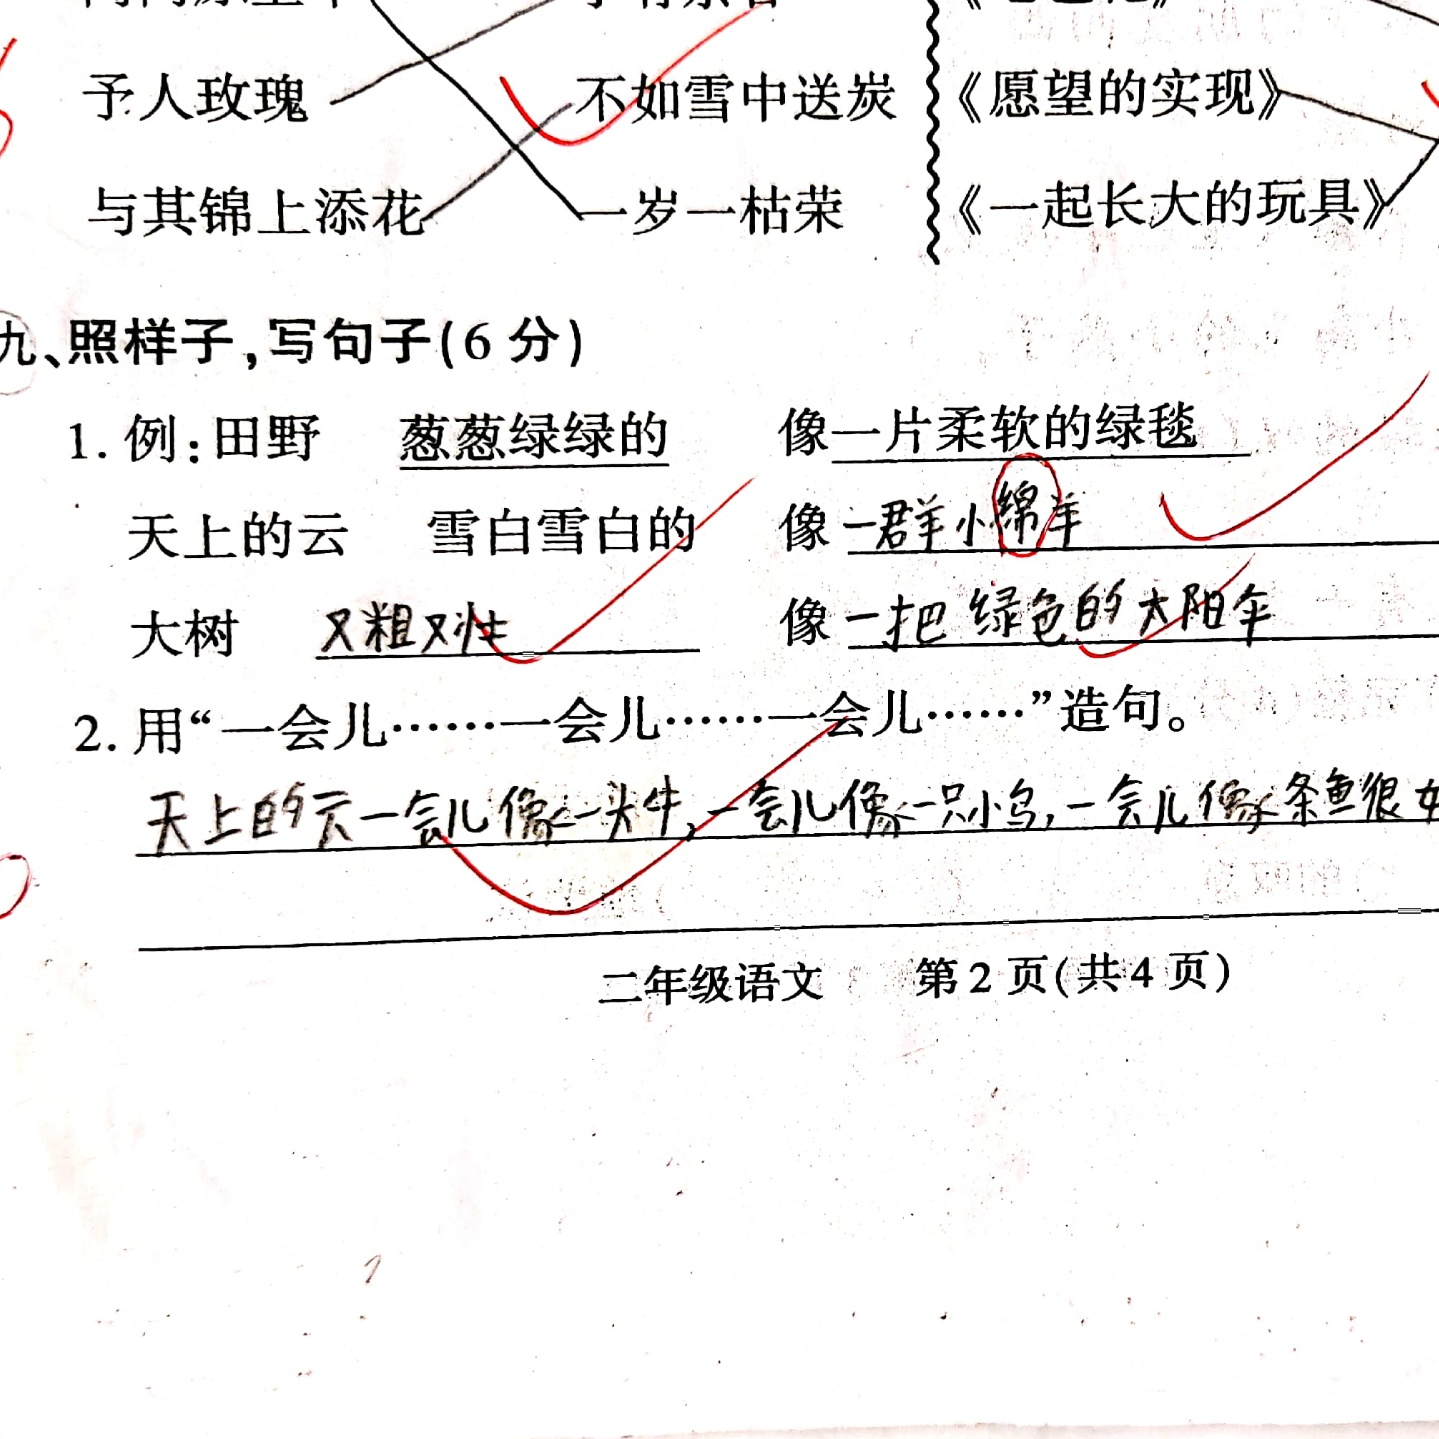 予人玫瑰 不如雪中送炭 《愿望的实现》
与其锦上添花 一岁一枯荣 《一起长大的玩具》
九、照样子,写句子(6分)
1. 例:田野 葱葱绿绿的 像一片柔软的绿毯
天上的云 雪白雪白的 像一群小绵羊
大树 又粗又壮 像一把绿色的太阳伞
2. 用“一会儿……一会儿……一会儿……”造句。
天上的云一会儿像一头牛,一会儿像一只小鸟,一会儿像条鱼很
二年级语文 第2页(共4页)